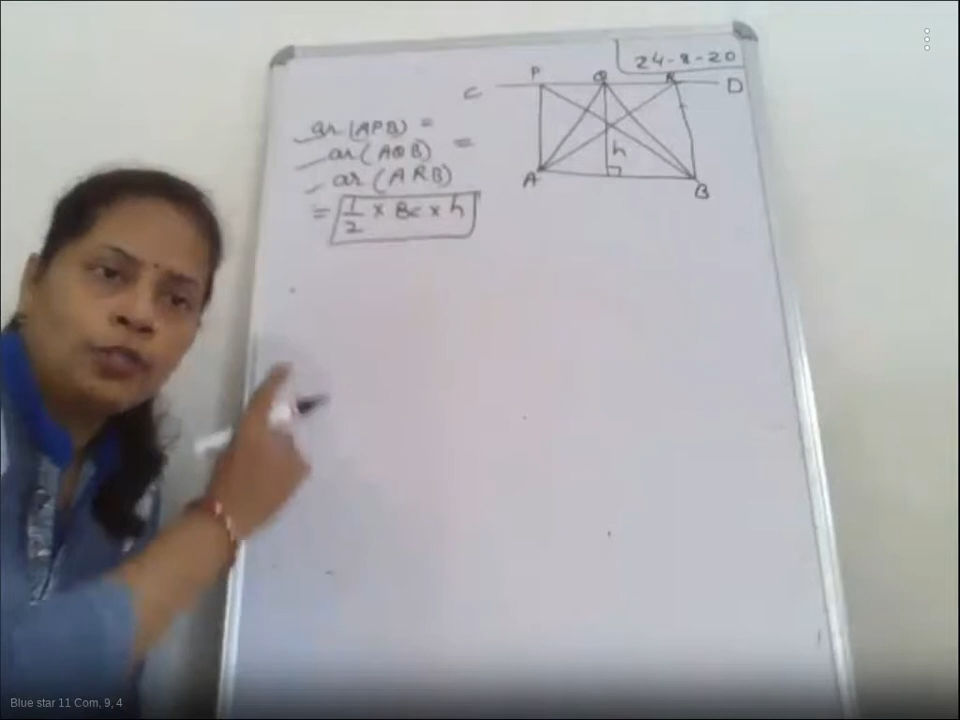 24-8-20
P Q R
C D
ar (APB) =
ar (AQB) =
ar (ARB)
= 1/2 × BC × h
h
A B
Blue star 11 Com, 9, 4